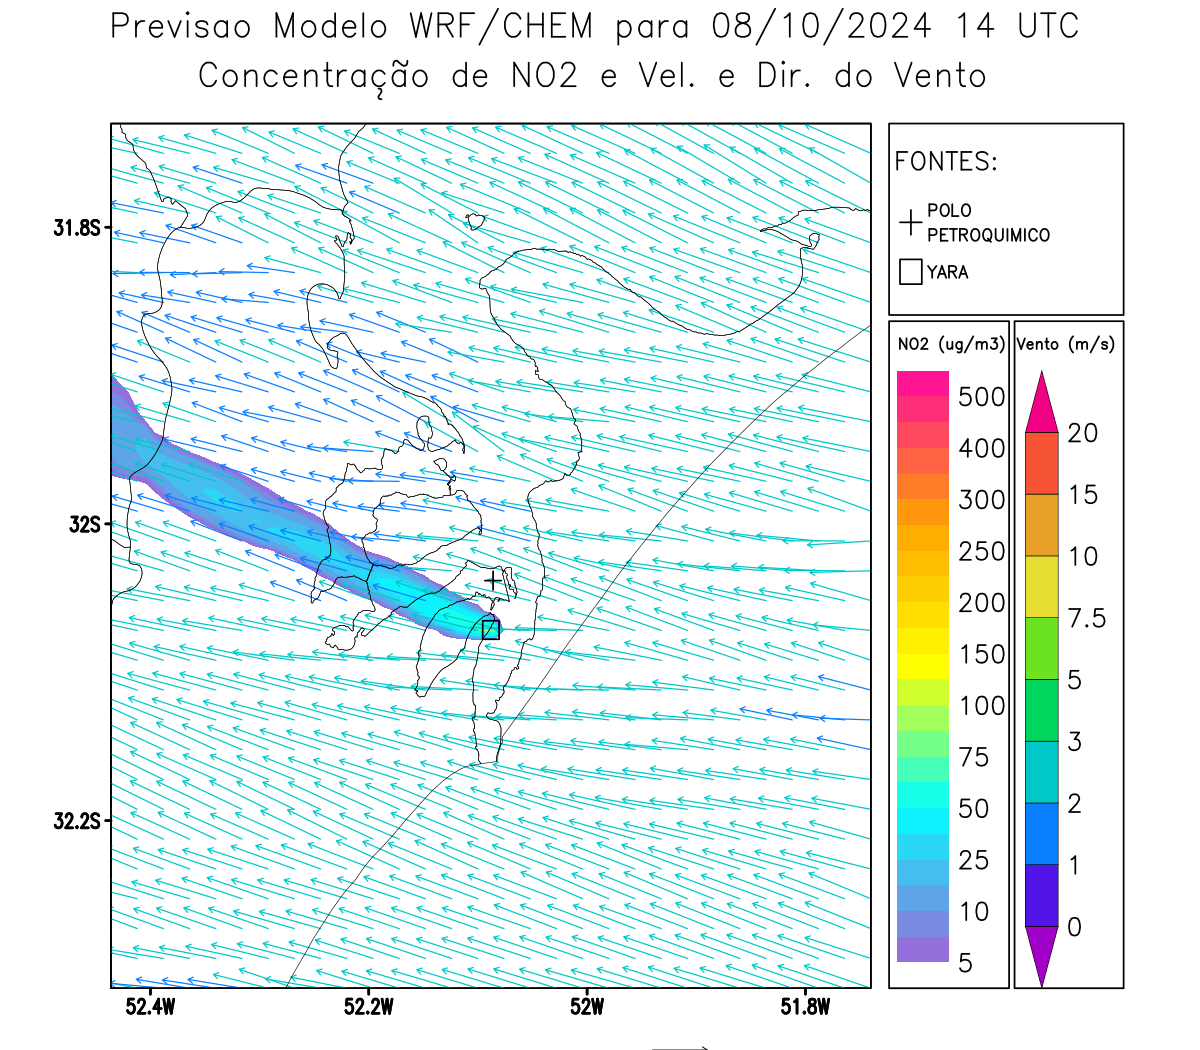 Previsao Modelo WRF/CHEM para 08/10/2024 14 UTC
Concentração de NO2 e Vel. e Dir. do Vento
FONTES:
POLO
PETROQUIMICO
YARA
NO2 (ug/m3)
500
400
300
250
200
150
100
75
50
25
10
5
Vento (m/s)
20
15
10
7.5
5
3
2
1
0
31.8S
32S
32.2S
52.4W
52.2W
52W
51.8W